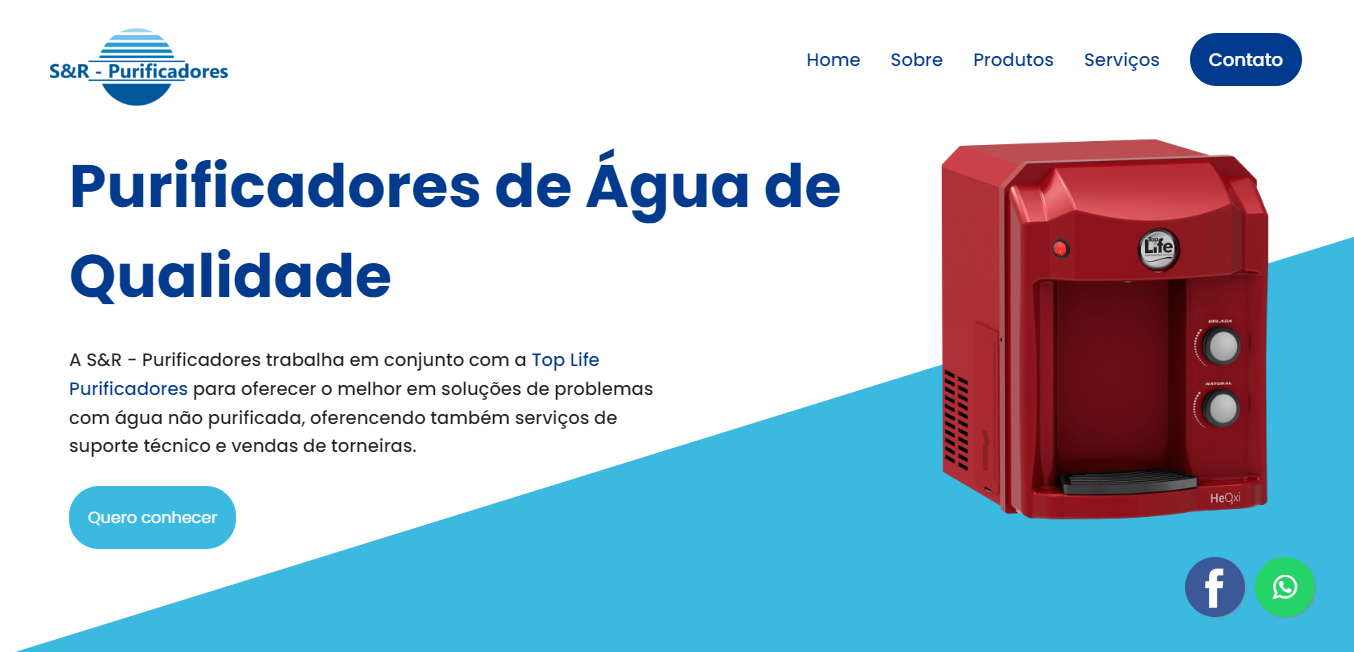 S&R - Purificadores
Home Sobre Produtos Serviços Contato
Purificadores de Água de
Qualidade
A S&R - Purificadores trabalha em conjunto com a Top Life
Purificadores para oferecer o melhor em soluções de problemas
com água não purificada, oferencendo também serviços de
suporte técnico e vendas de torneiras.
Quero conhecer
Top
Life
GELADA
NATURAL
HeQxi